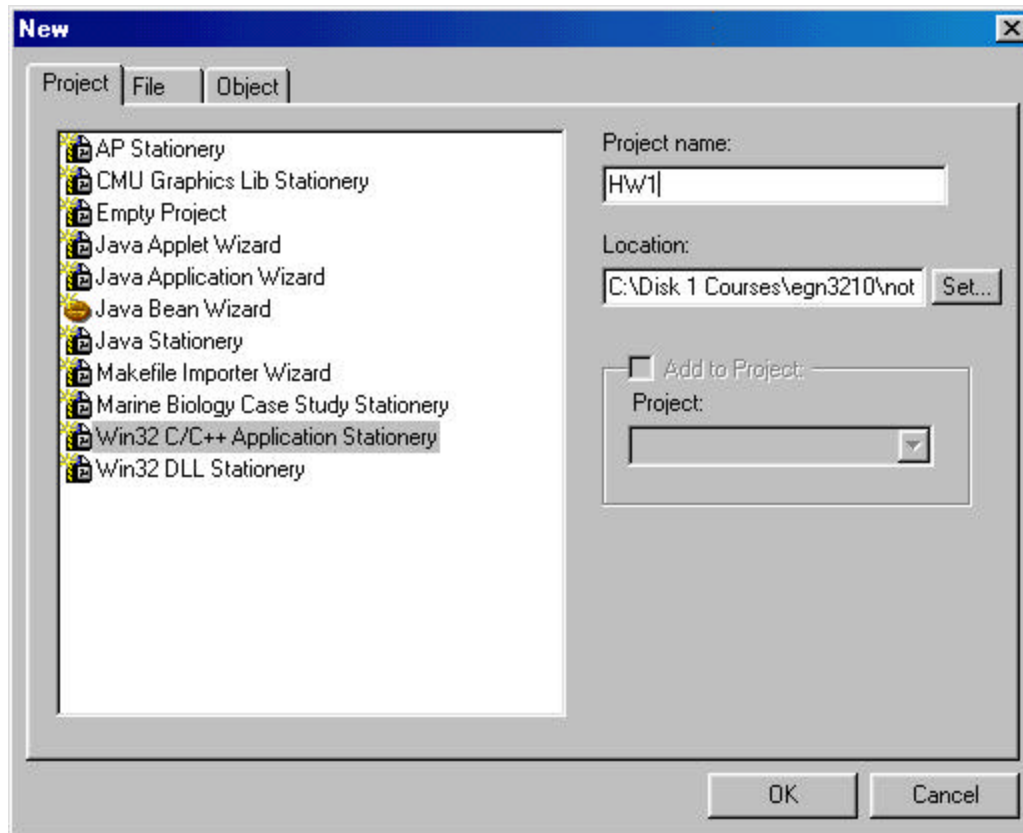 New
Project File Object
AP Stationery
CMU Graphics Lib Stationery
Empty Project
Java Applet Wizard
Java Application Wizard
Java Bean Wizard
Java Stationery
Makefile Importer Wizard
Marine Biology Case Study Stationery
Win32 C/C++ Application Stationery
Win32 DLL Stationery
Project name:
HW1
Location:
C:\Disk 1 Courses\egn3210\not Set...
Add to Project:
Project:
OK Cancel